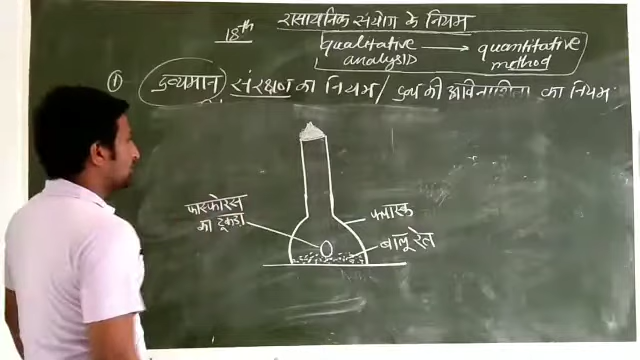 रासायनिक संयोग के नियम
18th
Qualitative analysis → quantitative method
① द्रव्यमान संरक्षण का नियम / द्रव्य की अविनाशिता का नियम
फास्फोरस का टूकडा
फ्लास्क
बालू रेत